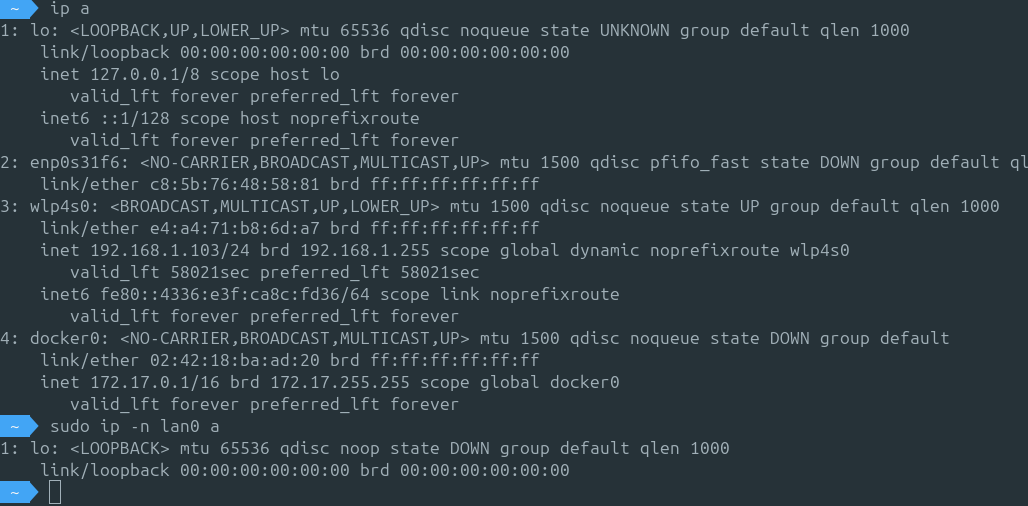 ~ ip a
1: lo: <LOOPBACK,UP,LOWER_UP> mtu 65536 qdisc noqueue state UNKNOWN group default qlen 1000
link/loopback 00:00:00:00:00:00 brd 00:00:00:00:00:00
inet 127.0.0.1/8 scope host lo
valid_lft forever preferred_lft forever
inet6 ::1/128 scope host noprefixroute
valid_lft forever preferred_lft forever
2: enp0s31f6: <NO-CARRIER,BROADCAST,MULTICAST,UP> mtu 1500 qdisc pfifo_fast state DOWN group default ql
link/ether c8:5b:76:48:58:81 brd ff:ff:ff:ff:ff:ff
3: wlp4s0: <BROADCAST,MULTICAST,UP,LOWER_UP> mtu 1500 qdisc noqueue state UP group default qlen 1000
link/ether e4:a4:71:b8:6d:a7 brd ff:ff:ff:ff:ff:ff
inet 192.168.1.103/24 brd 192.168.1.255 scope global dynamic noprefixroute wlp4s0
valid_lft 58021sec preferred_lft 58021sec
inet6 fe80::4336:e3f:ca8c:fd36/64 scope link noprefixroute
valid_lft forever preferred_lft forever
4: docker0: <NO-CARRIER,BROADCAST,MULTICAST,UP> mtu 1500 qdisc noqueue state DOWN group default
link/ether 02:42:18:ba:ad:20 brd ff:ff:ff:ff:ff:ff
inet 172.17.0.1/16 brd 172.17.255.255 scope global docker0
valid_lft forever preferred_lft forever
~ sudo ip -n lan0 a
1: lo: <LOOPBACK> mtu 65536 qdisc noop state DOWN group default qlen 1000
link/loopback 00:00:00:00:00:00 brd 00:00:00:00:00:00
~